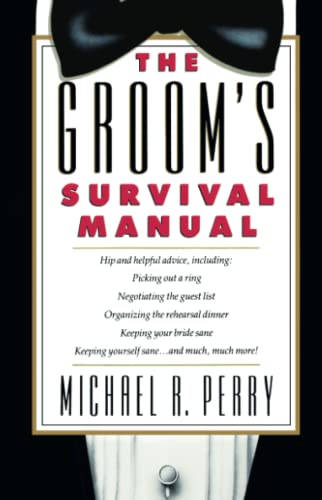 THE
GROOM'S
SURVIVAL
MANUAL
Hip and helpful advice, including:
Picking out a ring
Negotiating the guest list
Organizing the rehearsal dinner
Keeping your bride sane
Keeping yourself sane...and much, much more!
MICHAEL R. PERRY